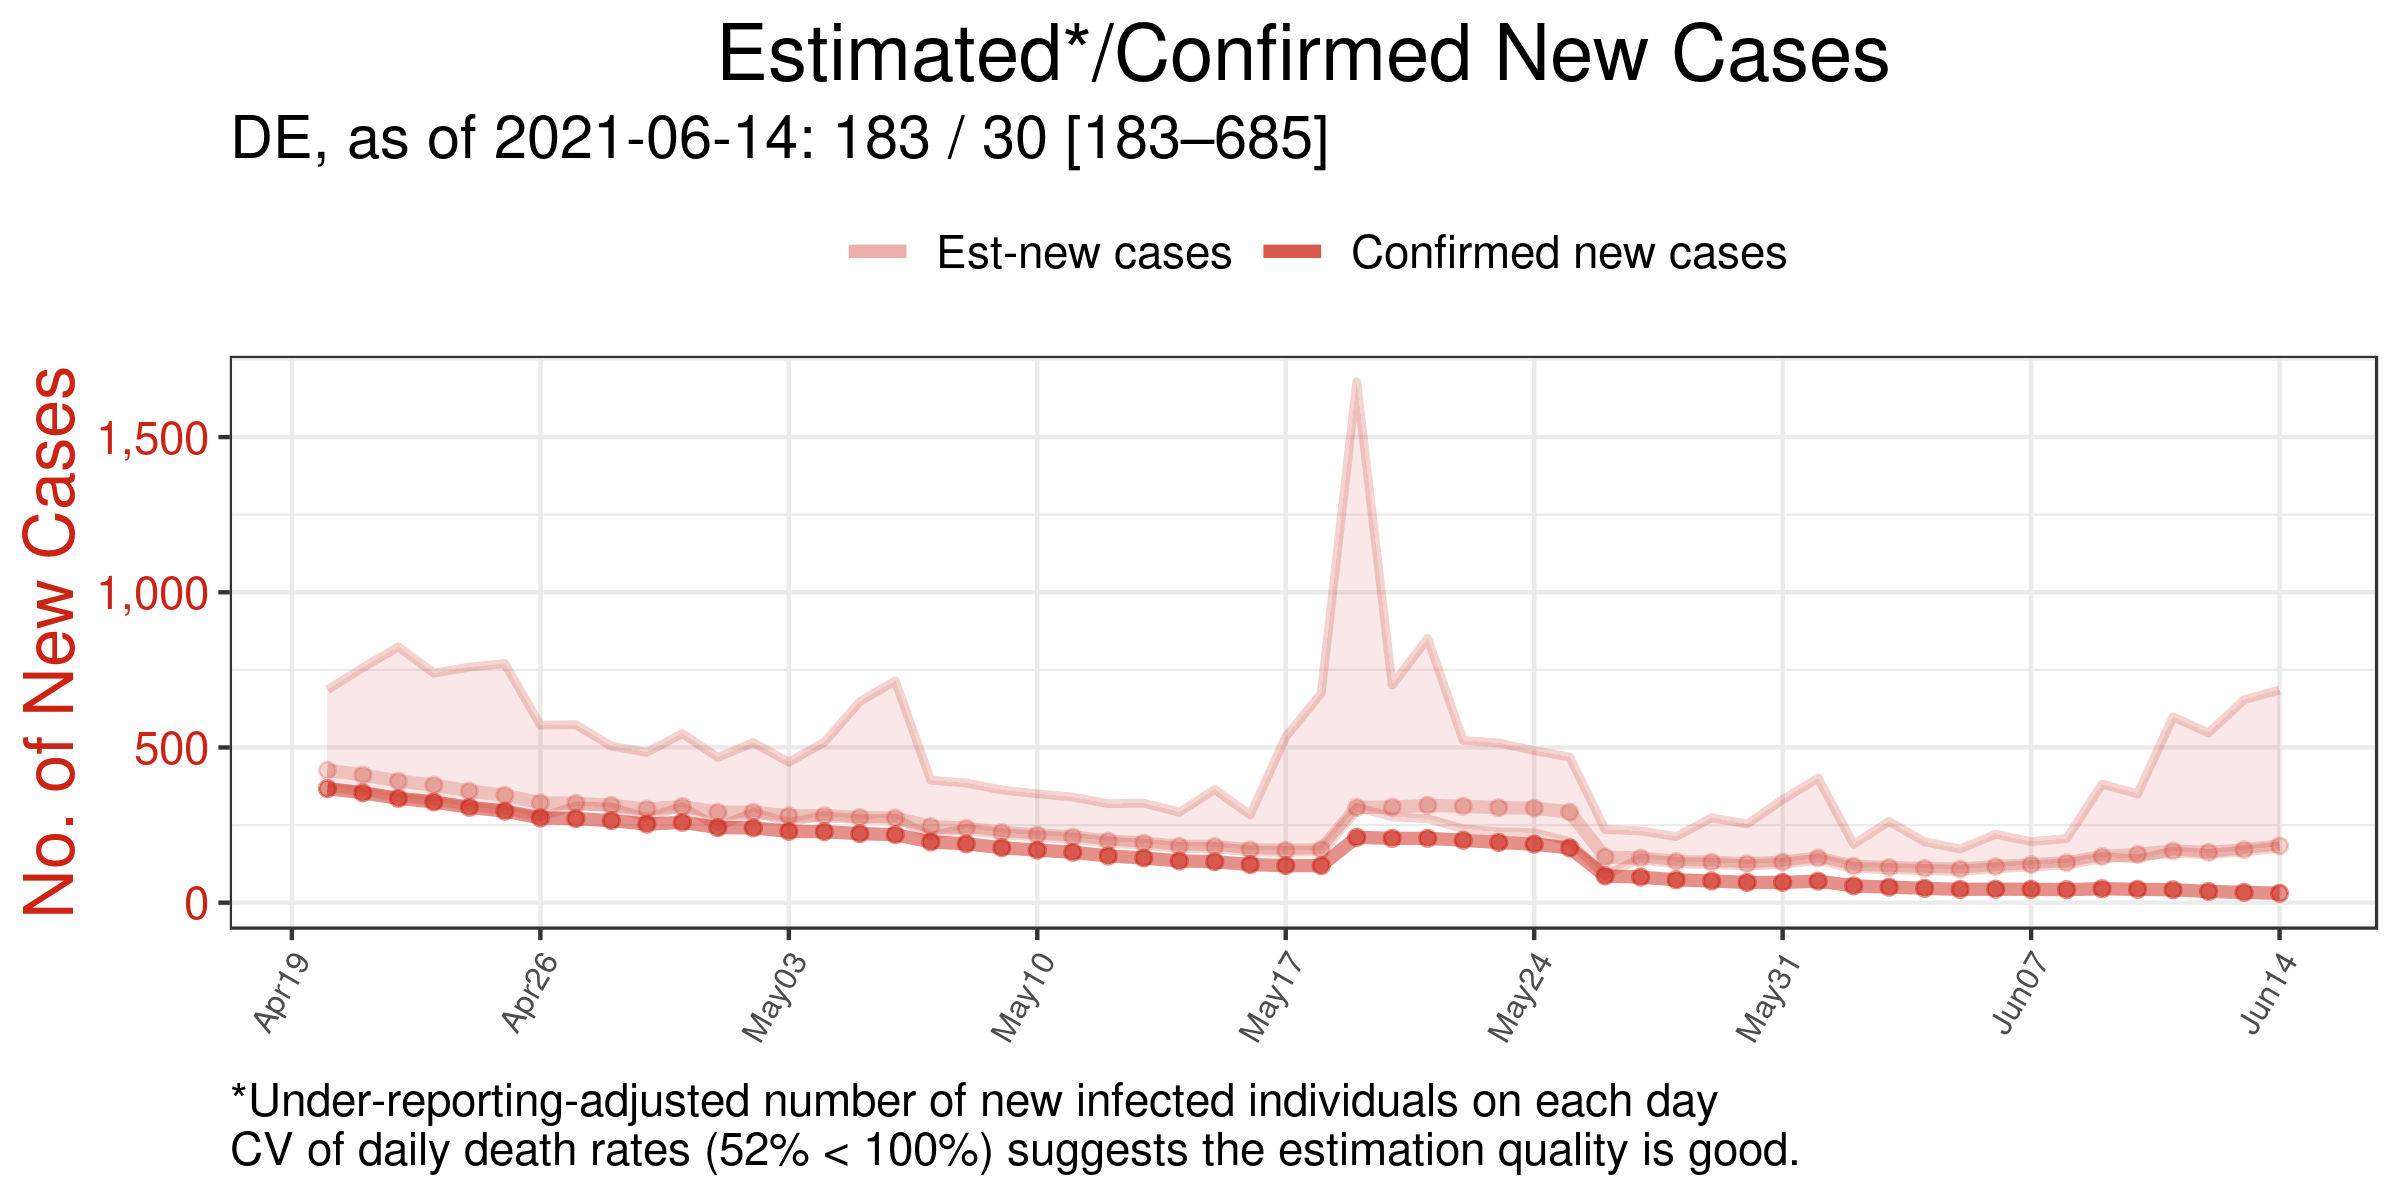 Estimated*/Confirmed New Cases
DE, as of 2021-06-14: 183 / 30 [183–685]
Est-new cases
Confirmed new cases
No. of New Cases
1,500
1,000
500
0
Apr19
Apr26
May03
May10
May17
May24
May31
Jun07
Jun14
*Under-reporting-adjusted number of new infected individuals on each day
CV of daily death rates (52% < 100%) suggests the estimation quality is good.